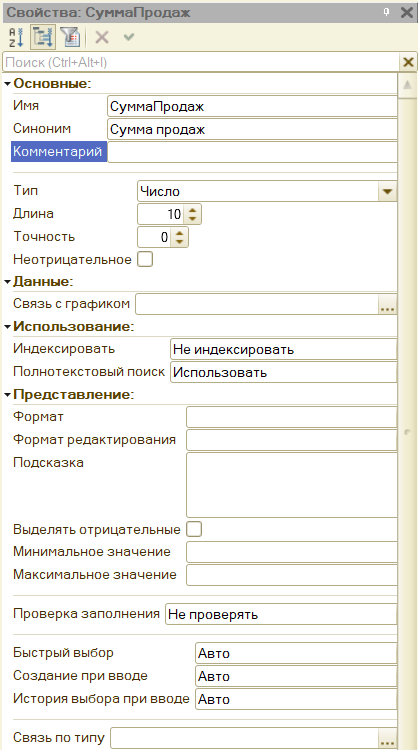 Свойства: СуммаПродаж
Поиск (Ctrl+Alt+I)
Основные:
Имя СуммаПродаж
Синоним Сумма продаж
Комментарий
Тип Число
Длина 10
Точность 0
Неотрицательное
Данные:
Связь с графиком ...
Использование:
Индексировать Не индексировать
Полнотекстовый поиск Использовать
Представление:
Формат
Формат редактирования
Подсказка
Выделять отрицательные
Минимальное значение
Максимальное значение
Проверка заполнения Не проверять
Быстрый выбор Авто
Создание при вводе Авто
История выбора при вводе Авто
Связь по типу ...